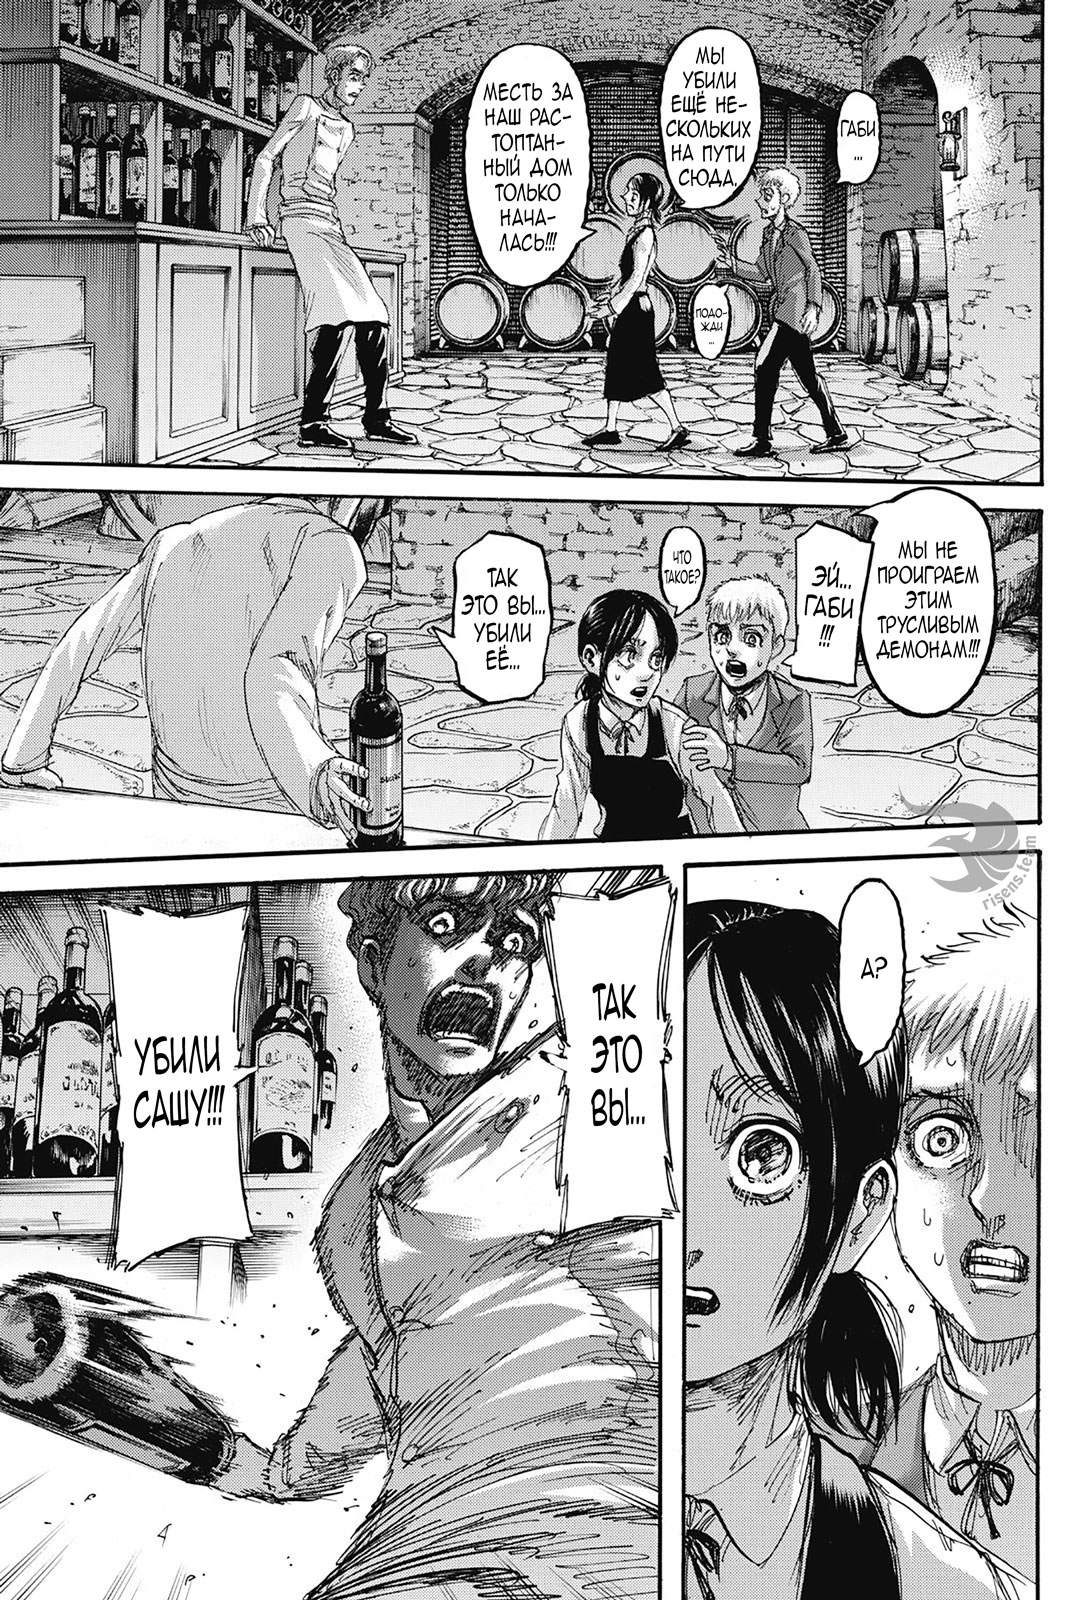 ГАБИ
...
МЫ
УБИЛИ
ЕЩЁ НЕ-
СКОЛЬКИХ
НА ПУТИ
СЮДА.
ПОДО-
ЖДИ
...
МЕСТЬ ЗА
НАШ РАС-
ТОПТАН-
НЫЙ ДОМ
ТОЛЬКО
НАЧА-
ЛАСЬ!!!
МЫ НЕ
ПРОИГРАЕМ
ЭТИМ
ТРУСЛИВЫМ
ДЕМОНАМ!!!
ЭЙ...
ГАБИ
!!!
ЧТО
ТАКОЕ?
ТАК
ЭТО ВЫ...
УБИЛИ
ЕЁ...
risens.team
А?
ТАК
ЭТО
ВЫ...
УБИЛИ
САШУ!!!